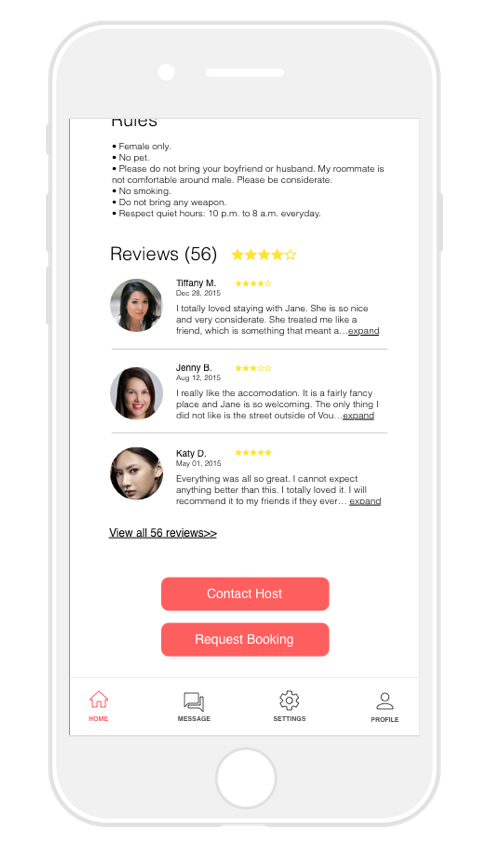 Rules
• Female only.
• No pet.
• Please do not bring your boyfriend or husband. My roommate is
not comfortable around male. Please be considerate.
• No smoking.
• Do not bring any weapon.
• Respect quiet hours: 10 p.m. to 8 a.m. everyday.
Reviews (56)
Tiffany M.
Dec 28, 2015
I totally loved staying with Jane. She is so nice
and very considerate. She treated me like a
friend, which is something that meant a...expand
Jenny B.
Aug 12, 2015
I really like the accomodation. It is a fairly fancy
place and Jane is so welcoming. The only thing I
did not like is the street outside of Vou...expand
Katy D.
May 01, 2015
Everything was all so great. I cannot expect
anything better than this. I totally loved it. I will
recommend it to my friends if they ever... expand
View all 56 reviews>>
Contact Host
Request Booking
HOME MESSAGE SETTINGS PROFILE